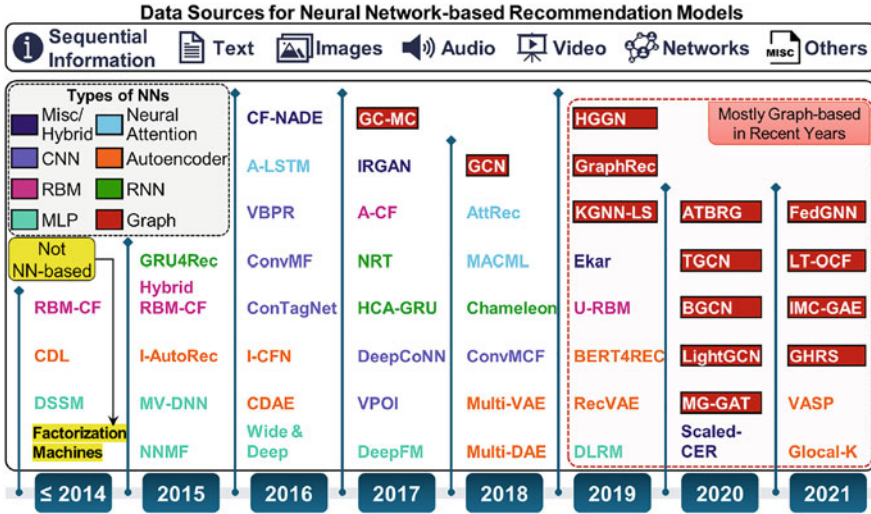 Data Sources for Neural Network-based Recommendation Models
Sequential
Information
Text
Images
Audio
Video
Networks
MISC
Others
Types of NNs
Misc/
Hybrid
Neural
Attention
CNN
Autoencoder
RBM
RNN
MLP
Graph
Not
NN-based
RBM-CF
CDL
DSSM
Factorization
Machines
≤ 2014
GRU4Rec
Hybrid
RBM-CF
I-AutoRec
MV-DNN
NNMF
2015
CF-NADE
A-LSTM
VBPR
ConvMF
ConTagNet
I-CFN
CDAE
Wide &
Deep
2016
GC-MC
IRGAN
A-CF
NRT
HCA-GRU
DeepCoNN
VPOI
DeepFM
2017
GCN
AttRec
MACML
Chameleon
ConvMCF
Multi-VAE
Multi-DAE
2018
Mostly Graph-based
in Recent Years
HGGN
GraphRec
KGNN-LS
Ekar
U-RBM
BERT4REC
RecVAE
DLRM
2019
ATBRG
TGCN
BGCN
LightGCN
MG-GAT
Scaled-
CER
2020
FedGNN
LT-OCF
IMC-GAE
GHRS
VASP
Glocal-K
2021